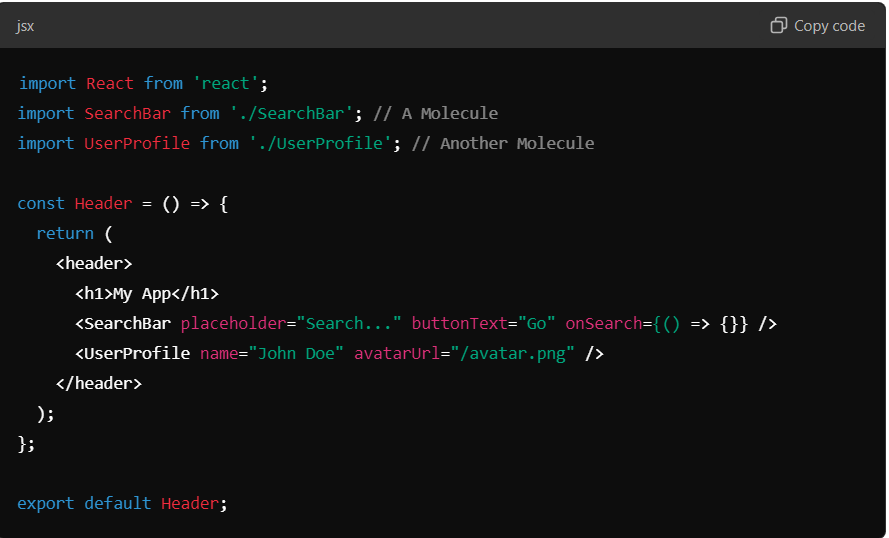 jsx
Copy code
import React from 'react';
import SearchBar from './SearchBar'; // A Molecule
import UserProfile from './UserProfile'; // Another Molecule
const Header = () => {
return (
<header>
<h1>My App</h1>
<SearchBar placeholder="Search..." buttonText="Go" onSearch={() => {}} />
<UserProfile name="John Doe" avatarUrl="/avatar.png" />
</header>
);
};
export default Header;